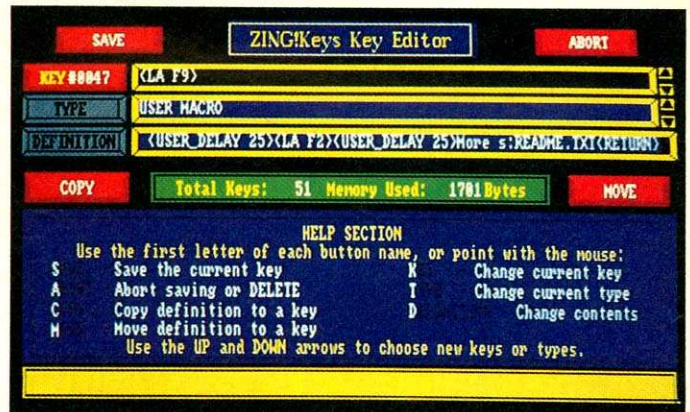 SAVE ZING!Keys Key Editor ABORT
KEY #0047 <LA F9>
TYPE USER MACRO
DEFINITION <USER_DELAY 25><LA F2><USER_DELAY 25>More s:README.TXT<RETURN>
COPY Total Keys: 51 Memory Used: 1701 Bytes MOVE
HELP SECTION
Use the first letter of each button name, or point with the mouse:
S Save the current key K Change current key
A Abort saving or DELETE T Change current type
C Copy definition to a key D Change contents
M Move definition to a key
Use the UP and DOWN arrows to choose new keys or types.